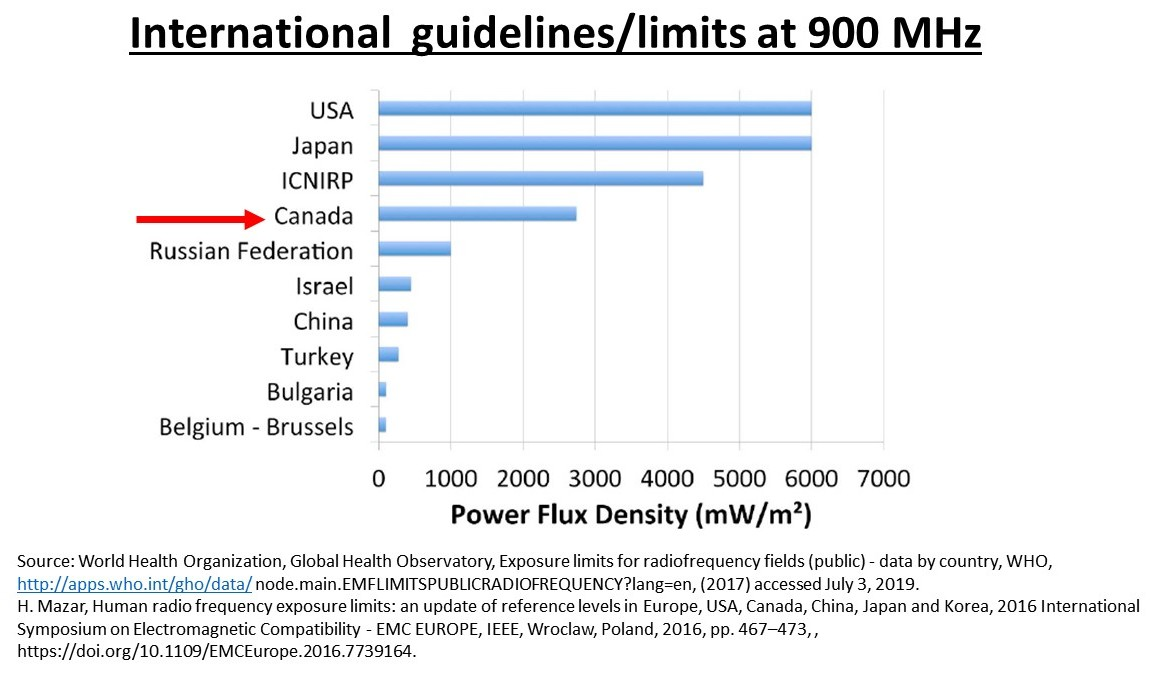 International guidelines/limits at 900 MHz
USA
Japan
ICNIRP
Canada
Russian Federation
Israel
China
Turkey
Bulgaria
Belgium - Brussels
0 1000 2000 3000 4000 5000 6000 7000
Power Flux Density (mW/m²)
Source: World Health Organization, Global Health Observatory, Exposure limits for radiofrequency fields (public) - data by country, WHO,
http://apps.who.int/gho/data/ node.main.EMFLIMITSPUBLICRADIOFREQUENCY?lang=en, (2017) accessed July 3, 2019.
H. Mazar, Human radio frequency exposure limits: an update of reference levels in Europe, USA, Canada, China, Japan and Korea, 2016 International
Symposium on Electromagnetic Compatibility - EMC EUROPE, IEEE, Wroclaw, Poland, 2016, pp. 467–473, ,
https://doi.org/10.1109/EMCEurope.2016.7739164.